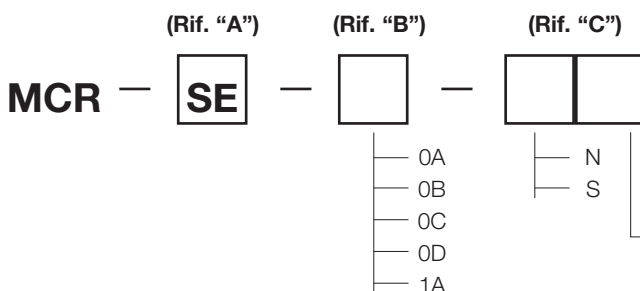 (Rif. “A”) (Rif. “B”) (Rif. “C”)
MCR — SE — —
0A N
0B S
0C
0D
1A